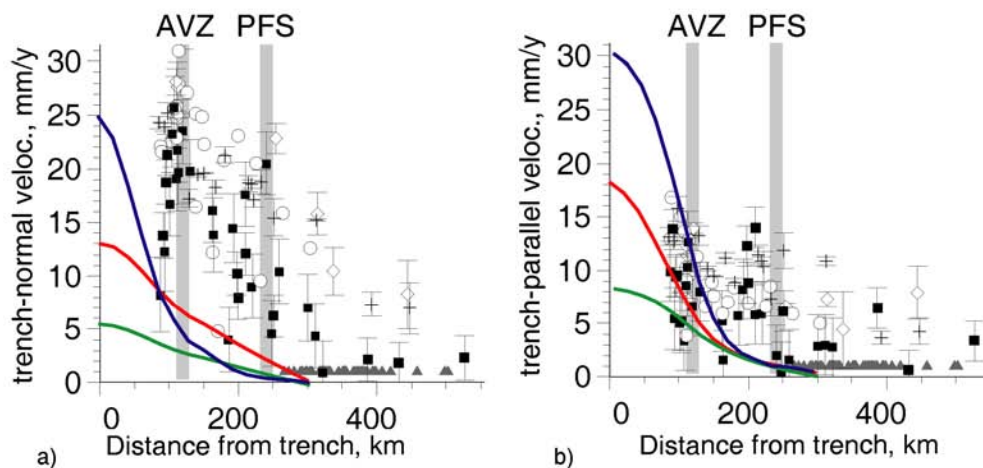 AVZ PFS
30
25
20
15
10
5
0
0 200 400
trench-normal veloc., mm/y
Distance from trench, km
a)
AVZ PFS
30
25
20
15
10
5
0
0 200 400
trench-parallel veloc., mm/y
Distance from trench, km
b)